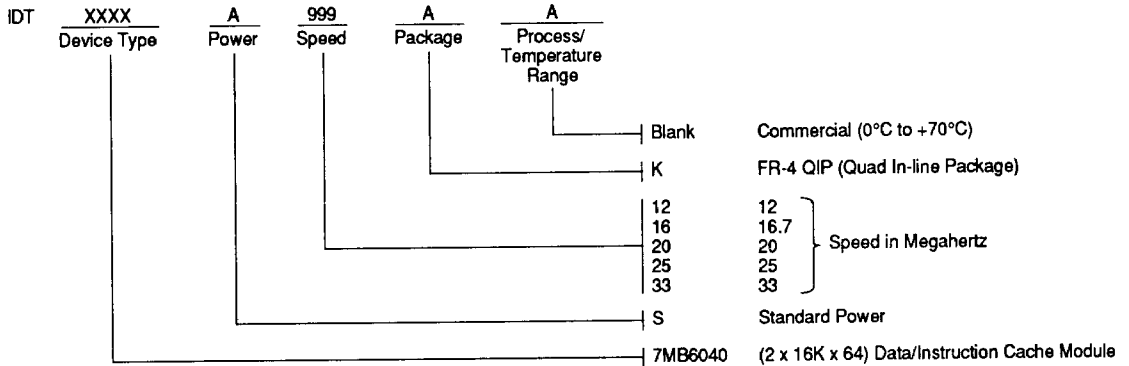 IDT XXXX A 999 A A
Device Type Power Speed Package Process/
Temperature
Range
Blank Commercial (0°C to +70°C)
K FR-4 QIP (Quad In-line Package)
12 12
16 16.7
20 20 Speed in Megahertz
25 25
33 33
S Standard Power
7MB6040 (2 x 16K x 64) Data/Instruction Cache Module